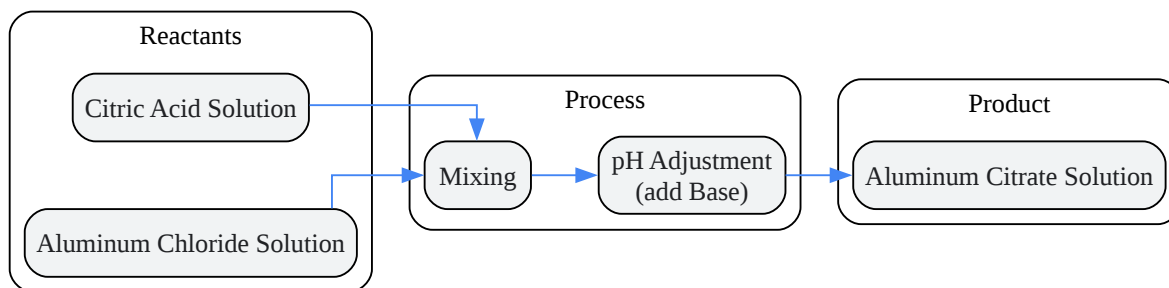 Reactants
Citric Acid Solution
Aluminum Chloride Solution
Process
Mixing
pH Adjustment
(add Base)
Product
Aluminum Citrate Solution